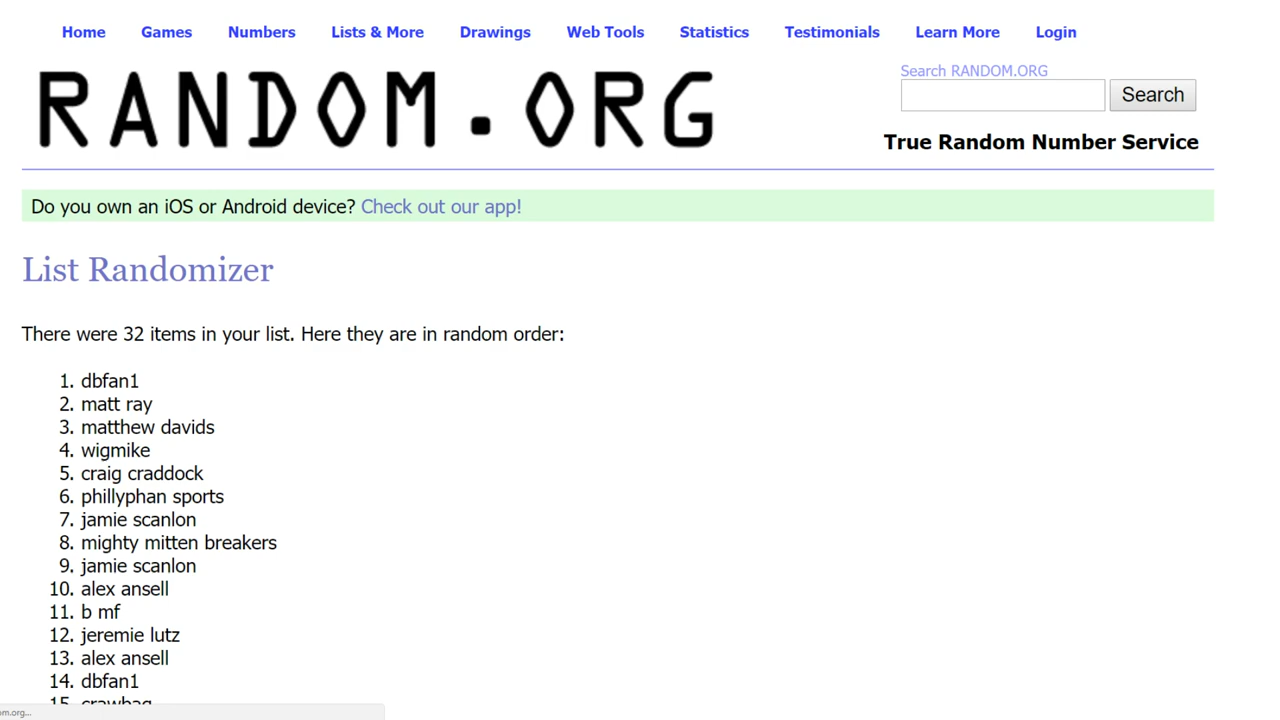 Home Games Numbers Lists & More Drawings Web Tools Statistics Testimonials Learn More Login
RANDOM.ORG
Search RANDOM.ORG
Search
True Random Number Service
Do you own an iOS or Android device? Check out our app!
List Randomizer
There were 32 items in your list. Here they are in random order:
1. dbfan1
2. matt ray
3. matthew davids
4. wigmike
5. craig craddock
6. phillyphan sports
7. jamie scanlon
8. mighty mitten breakers
9. jamie scanlon
10. alex ansell
11. b mf
12. jeremie lutz
13. alex ansell
14. dbfan1
15.
om.org...